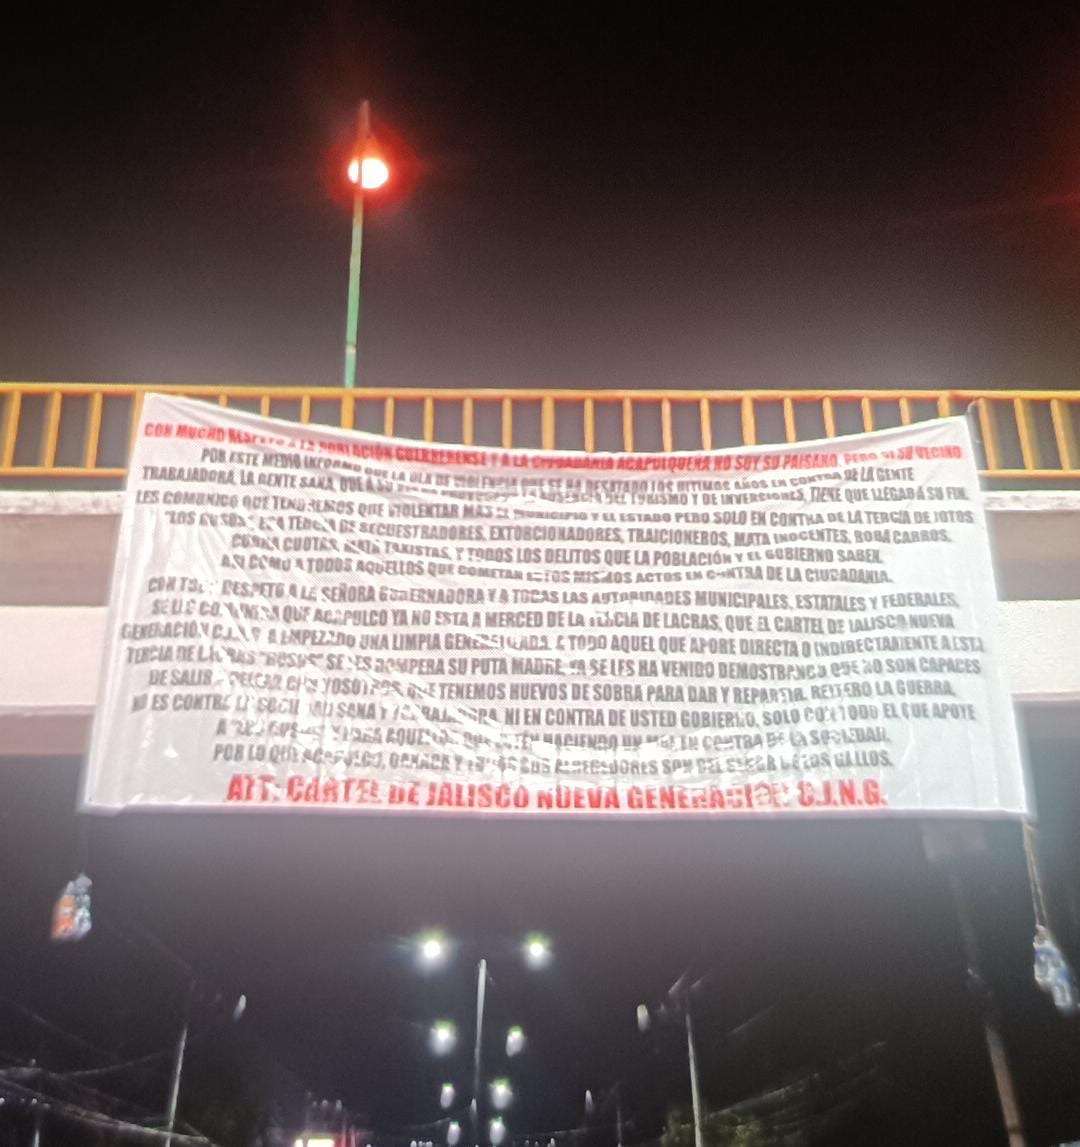 CON MUCHO RESPETO A LA POBLACIÓN GUERRERENSE Y A LA CIUDADANIA ACAPULQUEÑA NO SOY SU PAISANO, PERO SI SU VECINO
POR ESTE MEDIO INFORMO QUE LA OLA DE VIOLENCIA QUE SE HA DESATADO LOS ULTIMOS AÑOS EN CONTRA DE LA GENTE
TRABAJADORA, LA GENTE SANA, QUE A SU LA AUSENCIA DEL TURISMO Y DE INVERSIONES, TIENE QUE LLEGAR A SU FIN.
LES COMUNICO QUE TENDREMOS QUE VIOLENTAR MAS EL MUNICIPIO Y EL ESTADO PERO SOLO EN CONTRA DE LA TERCIA DE JOTOS
"LOS RUSOS" ESA TERCIA DE SECUESTRADORES, EXTORCIONADORES, TRAICIONEROS, MATA INOCENTES, ROBA CARROS,
COBRA CUOTAS, MATA TAXISTAS, Y TODOS LOS DELITOS QUE LA POBLACIÓN Y EL GOBIERNO SABEN.
ASI COMO A TODOS AQUELLOS QUE COMETAN ESTOS MISMOS ACTOS EN CONTRA DE LA CIUDADANIA.
CON TODO RESPETO A LE SEÑORA GOBERNADORA Y A TODAS LAS AUTORIDADES MUNICIPALES, ESTATALES Y FEDERALES,
SE LES QUE ACAPULCO YA NO ESTA A MERCED DE LA TERCIA DE LACRAS, QUE EL CARTEL DE JALISCO NUEVA
GENERACIÓN C.J.N.G A EMPEZADO UNA LIMPIA A TODO AQUEL QUE APORE DIRECTA O INDIRECTAMENTE A ESTA
TERCIA DE LACRAS "RUSOS" SE LES ROMPERA SU PUTA MADRE, YA SE LES HA VENIDO DEMOSTRANDO QUE NO SON CAPACES
DE SALIR A PELEAR CON NOSOTROS, QUE TENEMOS HUEVOS DE SOBRA PARA DAR Y REPARTIR. REITERO LA GUERRA,
NO ES CONTRA LA SOCIEDAD SANA Y TRABAJADORA, NI EN CONTRA DE USTED GOBIERNO, SOLO CON TODO EL QUE APOYE
A LOS RUSOS Y PARA AQUELLOS QUE ESTÉN HACIENDO UN MAL EN CONTRA DE LA SOCIEDAD.
POR LO QUE ACAPULCO, OAXACA Y SUS ALREDEDORES SON DEL DE LOS GALLOS.
ATT: CARTEL DE JALISCO NUEVA GENERACIÓN C.J.N.G.